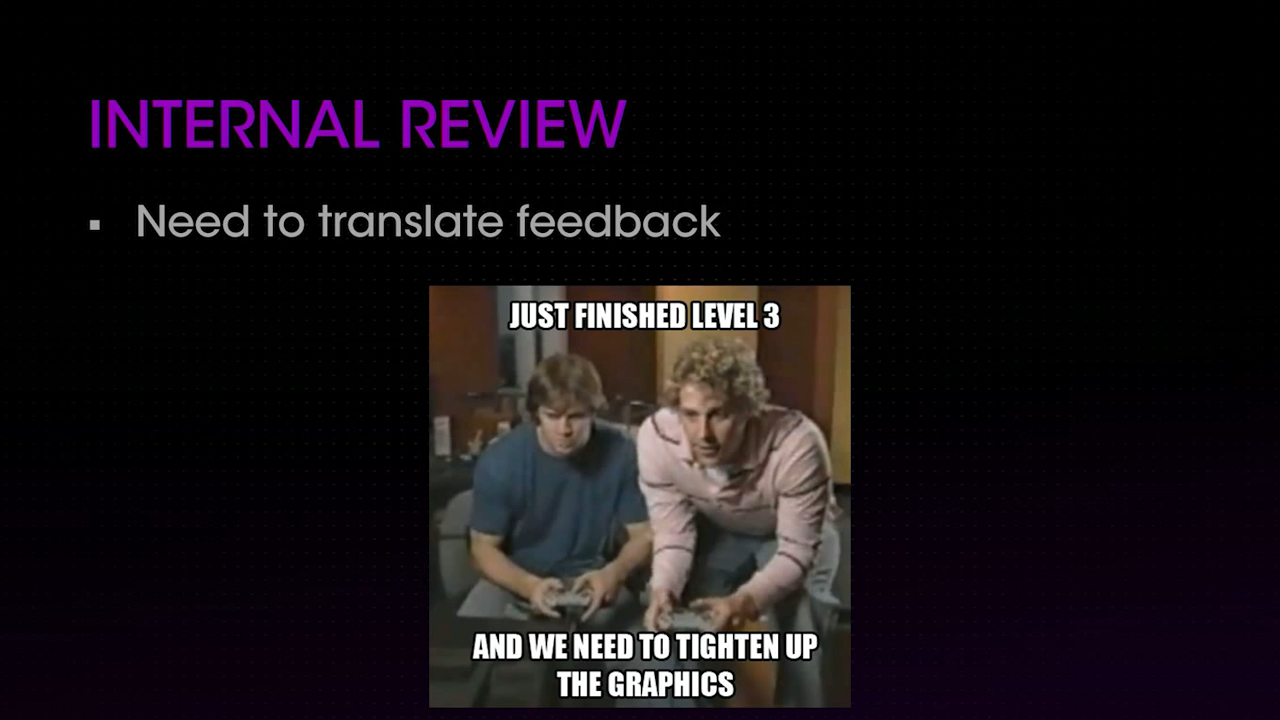 INTERNAL REVIEW
▪ Need to translate feedback
JUST FINISHED LEVEL 3
AND WE NEED TO TIGHTEN UP
THE GRAPHICS